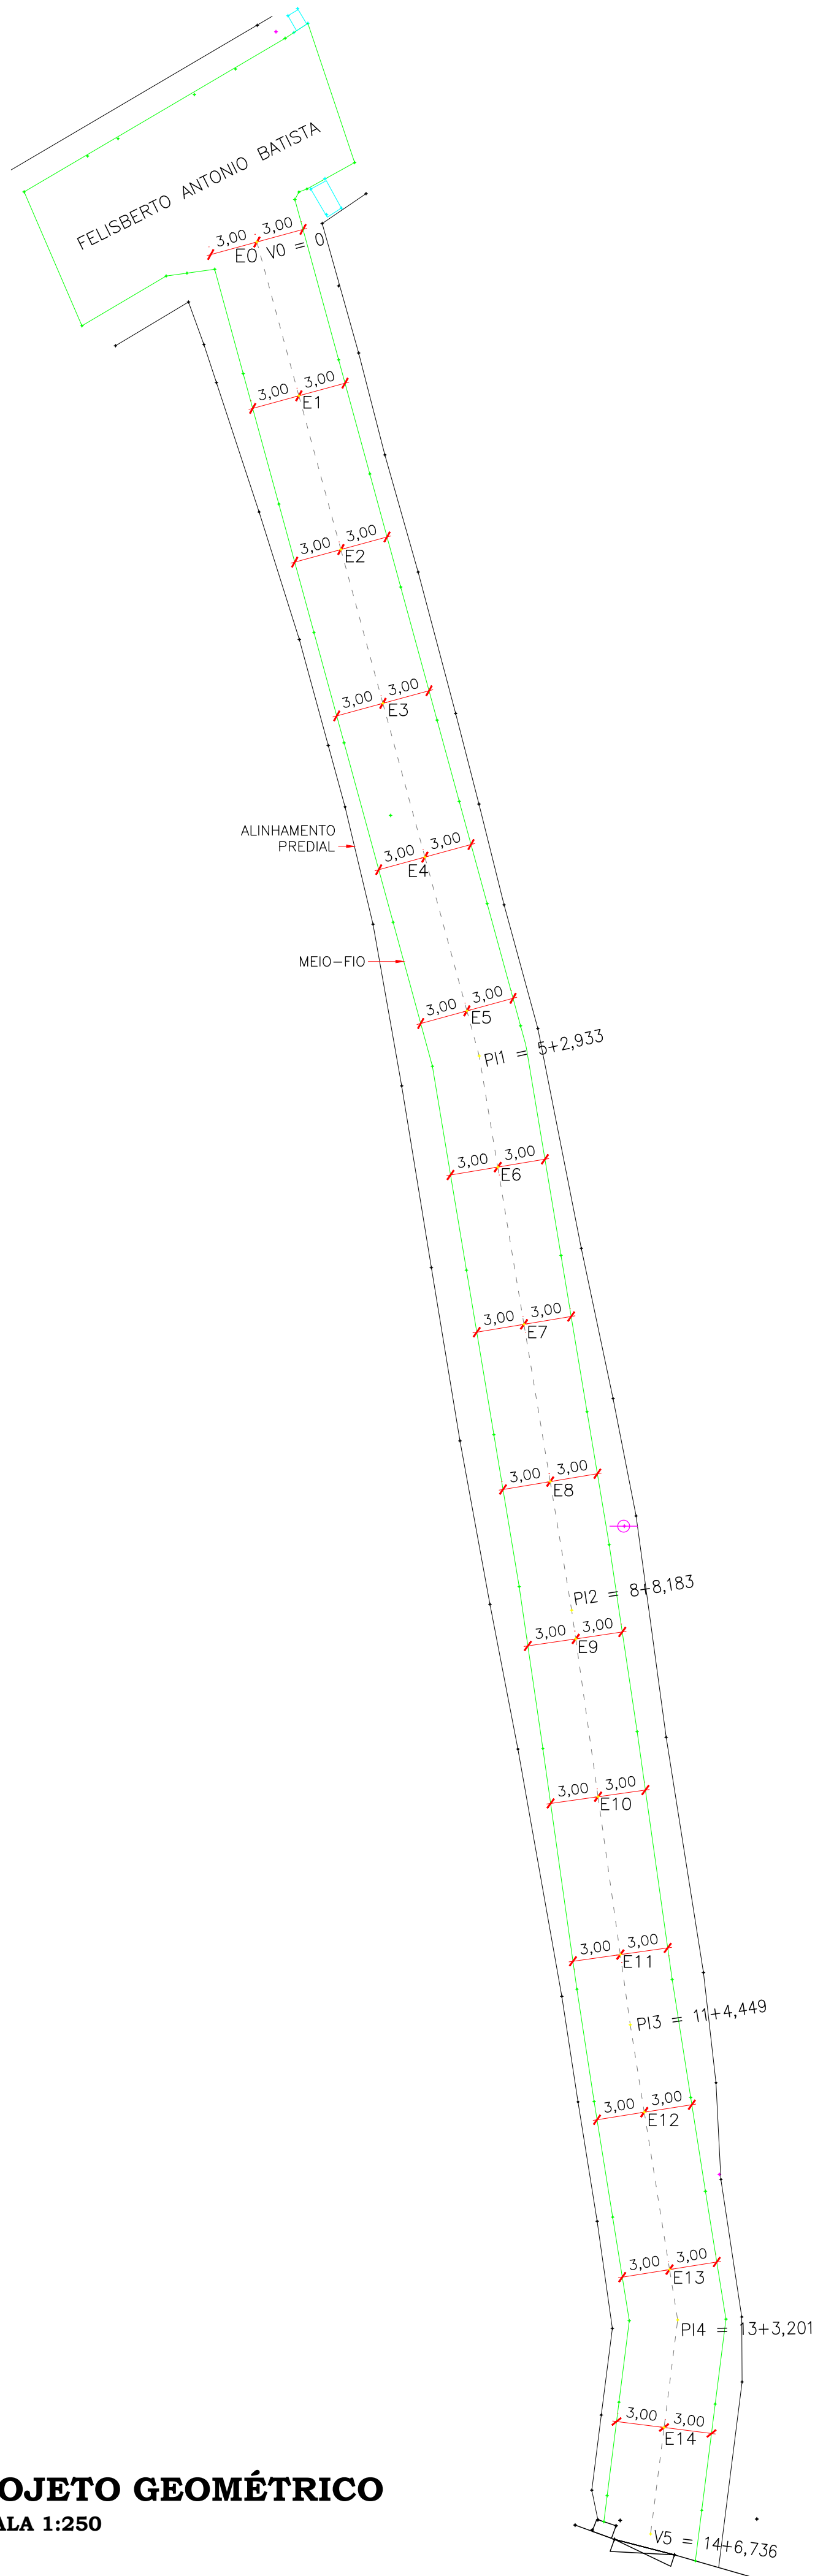 FELISBERTO ANTONIO BATISTA
3,00 3,00
E0 V0 = 0
3,00 3,00
E1
3,00 3,00
E2
3,00 3,00
E3
ALINHAMENTO
PREDIAL
3,00 3,00
E4
MEIO-FIO
3,00 3,00
E5
PI1 = 5+2,933
3,00 3,00
E6
3,00 3,00
E7
3,00 3,00
E8
PI2 = 8+8,183
3,00 3,00
E9
3,00 3,00
E10
3,00 3,00
E11
PI3 = 11+4,449
3,00 3,00
E12
3,00 3,00
E13
PI4 = 13+3,201
3,00 3,00
E14
OJETO GEOMÉTRICO
ALA 1:250
V5 = 14+6,736